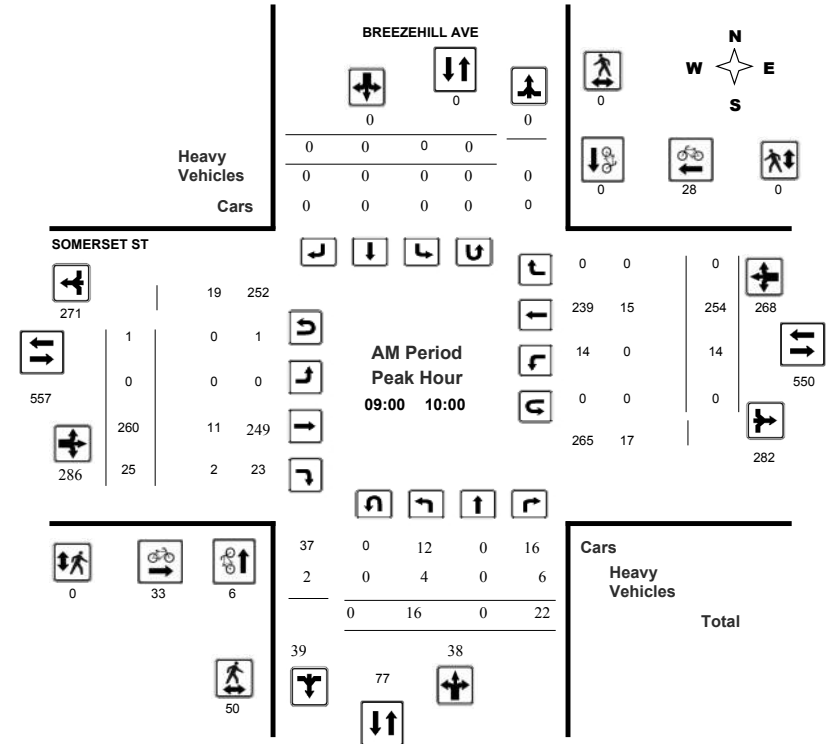 BREEZEHILL AVE
N
W E
S
0
0
0 0
0 0 0 0
Heavy
Vehicles
0 0 0 0 0
Cars
0 0 0 0 0
0 28 0
SOMERSET ST
271
19 252
557
1 0 1
0 0 0
260 11 249
286
25 2 23
AM Period
Peak Hour
09:00 10:00
0 0 0
239 15 254 268
14 0 14
550
0 0 0
265 17
282
0 33 6
50
37 0 12 0 16
2 0 4 0 6
0 16 0 22
39 38
77
Cars
Heavy
Vehicles
Total